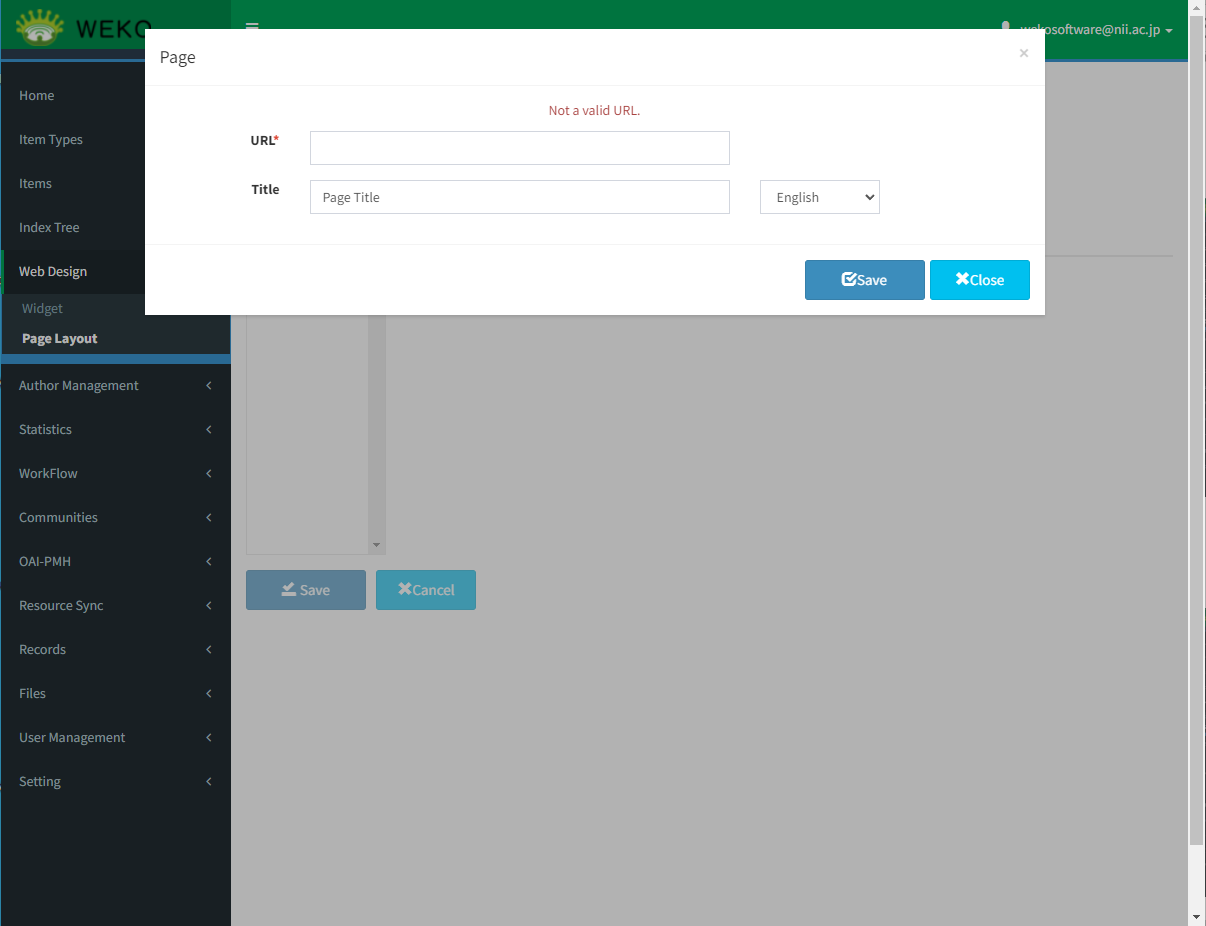 WEKO
wekosoftware@nii.ac.jp
Page
×
Not a valid URL.
URL*
Title
Page Title
English
Save
Close
Home
Item Types
Items
Index Tree
Web Design
Widget
Page Layout
Author Management
Statistics
WorkFlow
Communities
OAI-PMH
Resource Sync
Records
Files
User Management
Setting
Save
Cancel